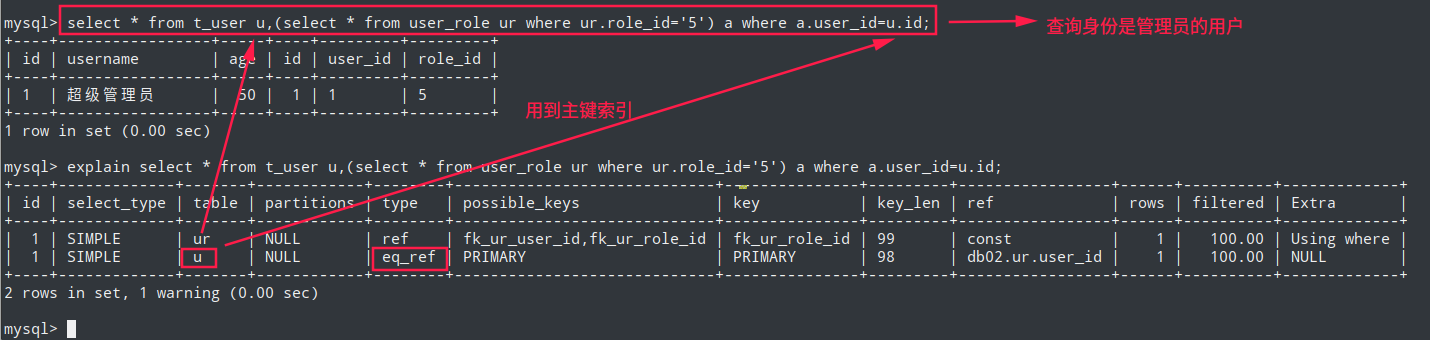 mysql> select * from t_user u,(select * from user_role ur where ur.role_id='5') a where a.user_id=u.id;
查询身份是管理员的用户
+----+-----------------+-----+----+---------+---------+
| id | username | age | id | user_id | role_id |
+----+-----------------+-----+----+---------+---------+
| 1 | 超级管理员 | 50 | 1 | 1 | 5 |
+----+-----------------+-----+----+---------+---------+
用到主键索引
1 row in set (0.00 sec)
mysql> explain select * from t_user u,(select * from user_role ur where ur.role_id='5') a where a.user_id=u.id;
+----+-------------+-------+------------+--------+-----------------------------+---------------+---------+-----------------+------+----------+-------------+
| id | select_type | table | partitions | type | possible_keys | key | key_len | ref | rows | filtered | Extra |
+----+-------------+-------+------------+--------+-----------------------------+---------------+---------+-----------------+------+----------+-------------+
| 1 | SIMPLE | ur | NULL | ref | fk_ur_user_id,fk_ur_role_id | fk_ur_role_id | 99 | const | 1 | 100.00 | Using where |
| 1 | SIMPLE | u | NULL | eq_ref | PRIMARY | PRIMARY | 98 | db02.ur.user_id | 1 | 100.00 | NULL |
+----+-------------+-------+------------+--------+-----------------------------+---------------+---------+-----------------+------+----------+-------------+
2 rows in set, 1 warning (0.00 sec)
mysql>